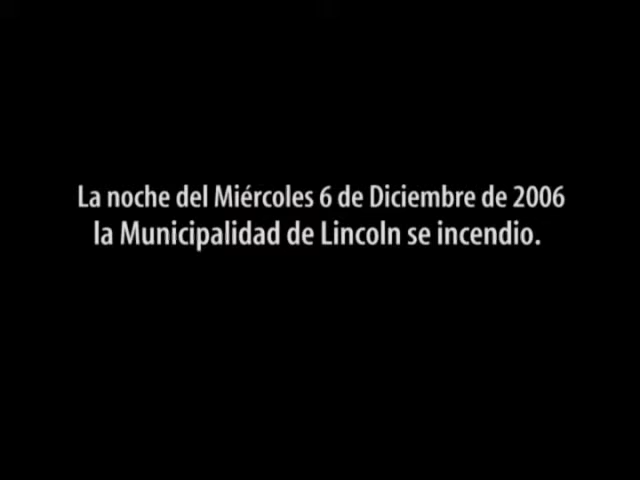 La noche del Miércoles 6 de Diciembre de 2006
la Municipalidad de Lincoln se incendio.